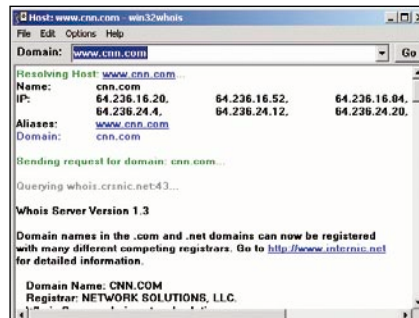 Host: www.cnn.com - win32whois
File Edit Options Help
Domain: www.cnn.com Go
Resolving Host: www.cnn.com...
Name: cnn.com
IP: 64.236.16.20, 64.236.16.52, 64.236.16.84,
64.236.24.4, 64.236.24.12, 64.236.24.20,
Aliases: www.cnn.com
Domain: cnn.com
Sending request for domain: cnn.com...
Querying whois.crsnic.net:43...
Whois Server Version 1.3
Domain names in the .com and .net domains can now be registered
with many different competing registrars. Go to http://www.internic.net
for detailed information.
Domain Name: CNN.COM
Registrar: NETWORK SOLUTIONS, LLC.